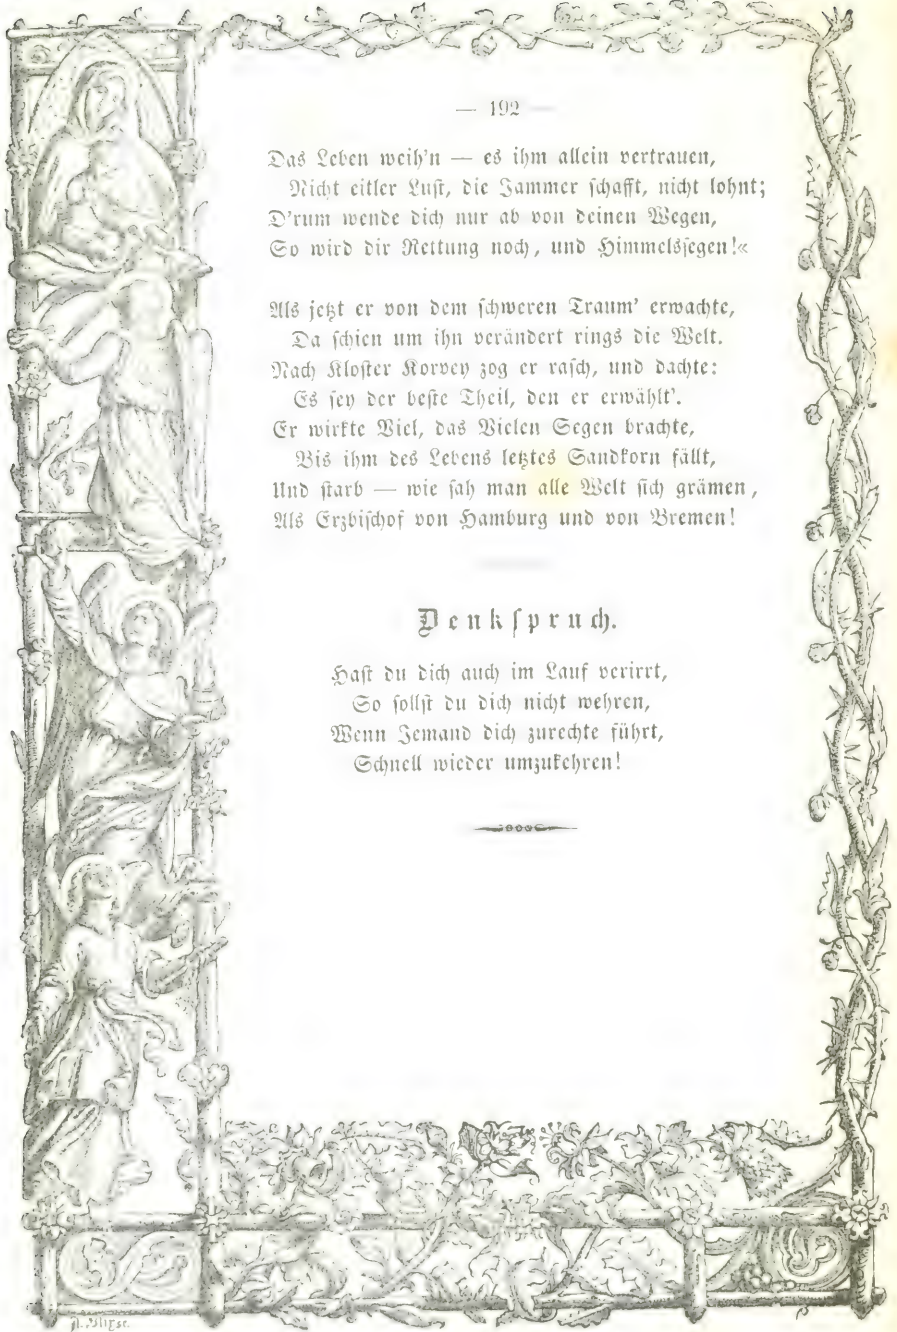 — 192 —
Das Leben weih'n — es ihm allein vertrauen,
Nicht eitler Lust, die Jammer schafft, nicht lohnt;
D'rum wende dich nur ab von deinen Wegen,
So wird dir Rettung noch, und Himmelssegen!«
Als jetzt er von dem schweren Traum' erwachte,
Da schien um ihn verändert rings die Welt.
Nach Kloster Korvey zog er rasch, und dachte:
Es sey der beste Theil, den er erwählt'.
Er wirkte Viel, das Vielen Segen brachte,
Bis ihm des Lebens letztes Sandkorn fällt,
Und starb — wie sah man alle Welt sich grämen,
Als Erzbischof von Hamburg und von Bremen!
Denkspruch.
Hast du dich auch im Lauf verirrt,
So sollst du dich nicht wehren,
Wenn Jemand dich zurechte führt,
Schnell wieder umzukehren!